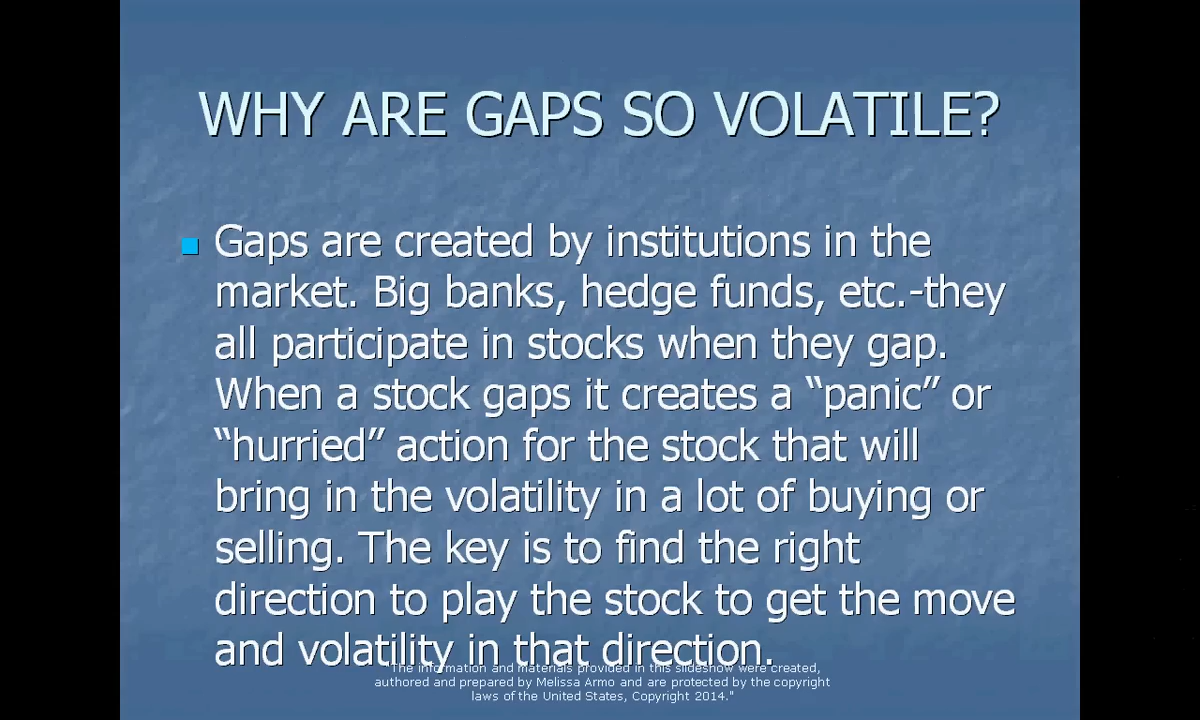 WHY ARE GAPS SO VOLATILE?
Gaps are created by institutions in the
market. Big banks, hedge funds, etc.-they
all participate in stocks when they gap.
When a stock gaps it creates a “panic” or
“hurried” action for the stock that will
bring in the volatility in a lot of buying or
selling. The key is to find the right
direction to play the stock to get the move
and volatility in that direction.
"The information and materials provided in this slideshow were created,
authored and prepared by Melissa Armo and are protected by the copyright
laws of the United States, Copyright 2014."